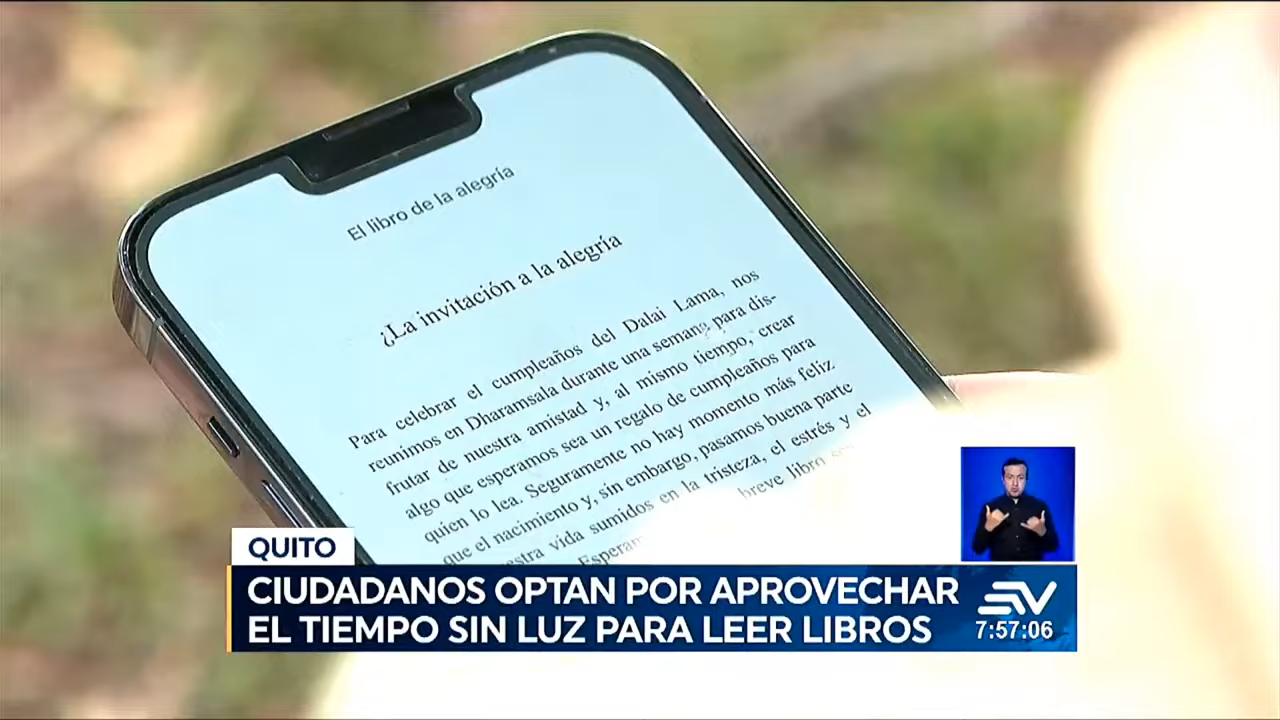 El libro de la alegría
¿La invitación a la alegría
Para celebrar el cumpleaños del Dalai Lama, nos
reunimos en Dharamsala durante una semana para dis-
frutar de nuestra amistad y, al mismo tiempo, crear
algo que esperamos sea un regalo de cumpleaños para
quien lo lea. Seguramente no hay momento más feliz
que el nacimiento y, sin embargo, pasamos buena parte
vida sumidos en la tristeza, el estrés y el
breve libro
QUITO
CIUDADANOS OPTAN POR APROVECHAR
EL TIEMPO SIN LUZ PARA LEER LIBROS
7:57:06